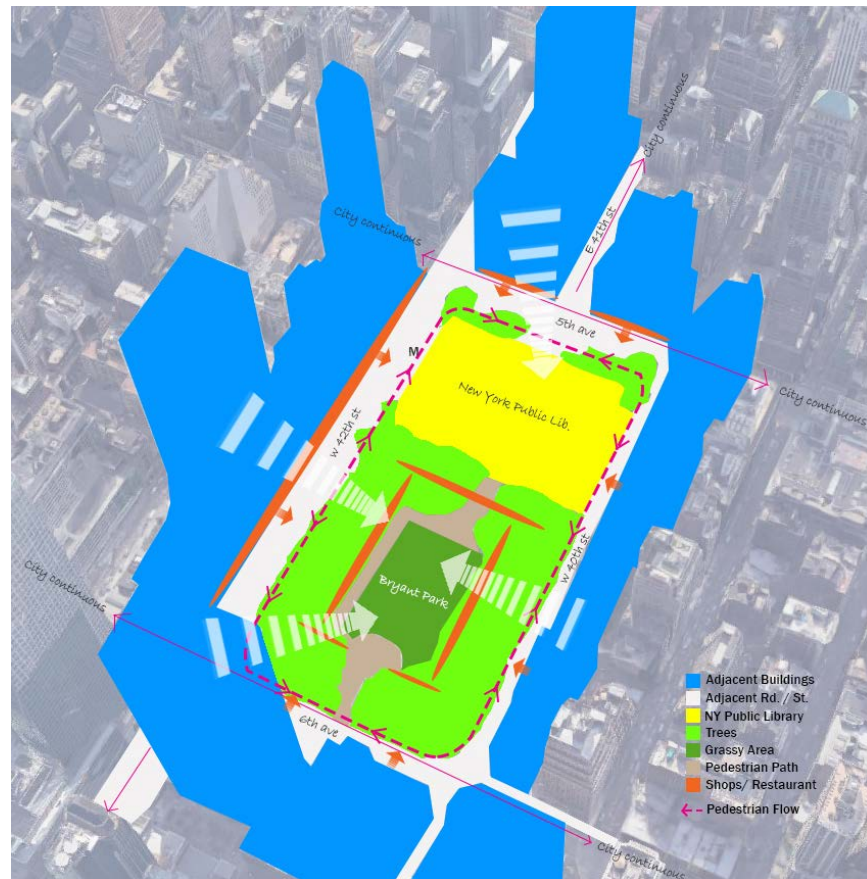 City continuous
City continuous
E 41th st
5th ave
M
New York Public Lib.
City continuous
W 42th st
W 40th st
City continuous
Bryant Park
6th ave
City continuous
Adjacent Buildings
Adjacent Rd. / St.
NY Public Library
Trees
Grassy Area
Pedestrian Path
Shops/ Restaurant
Pedestrian Flow